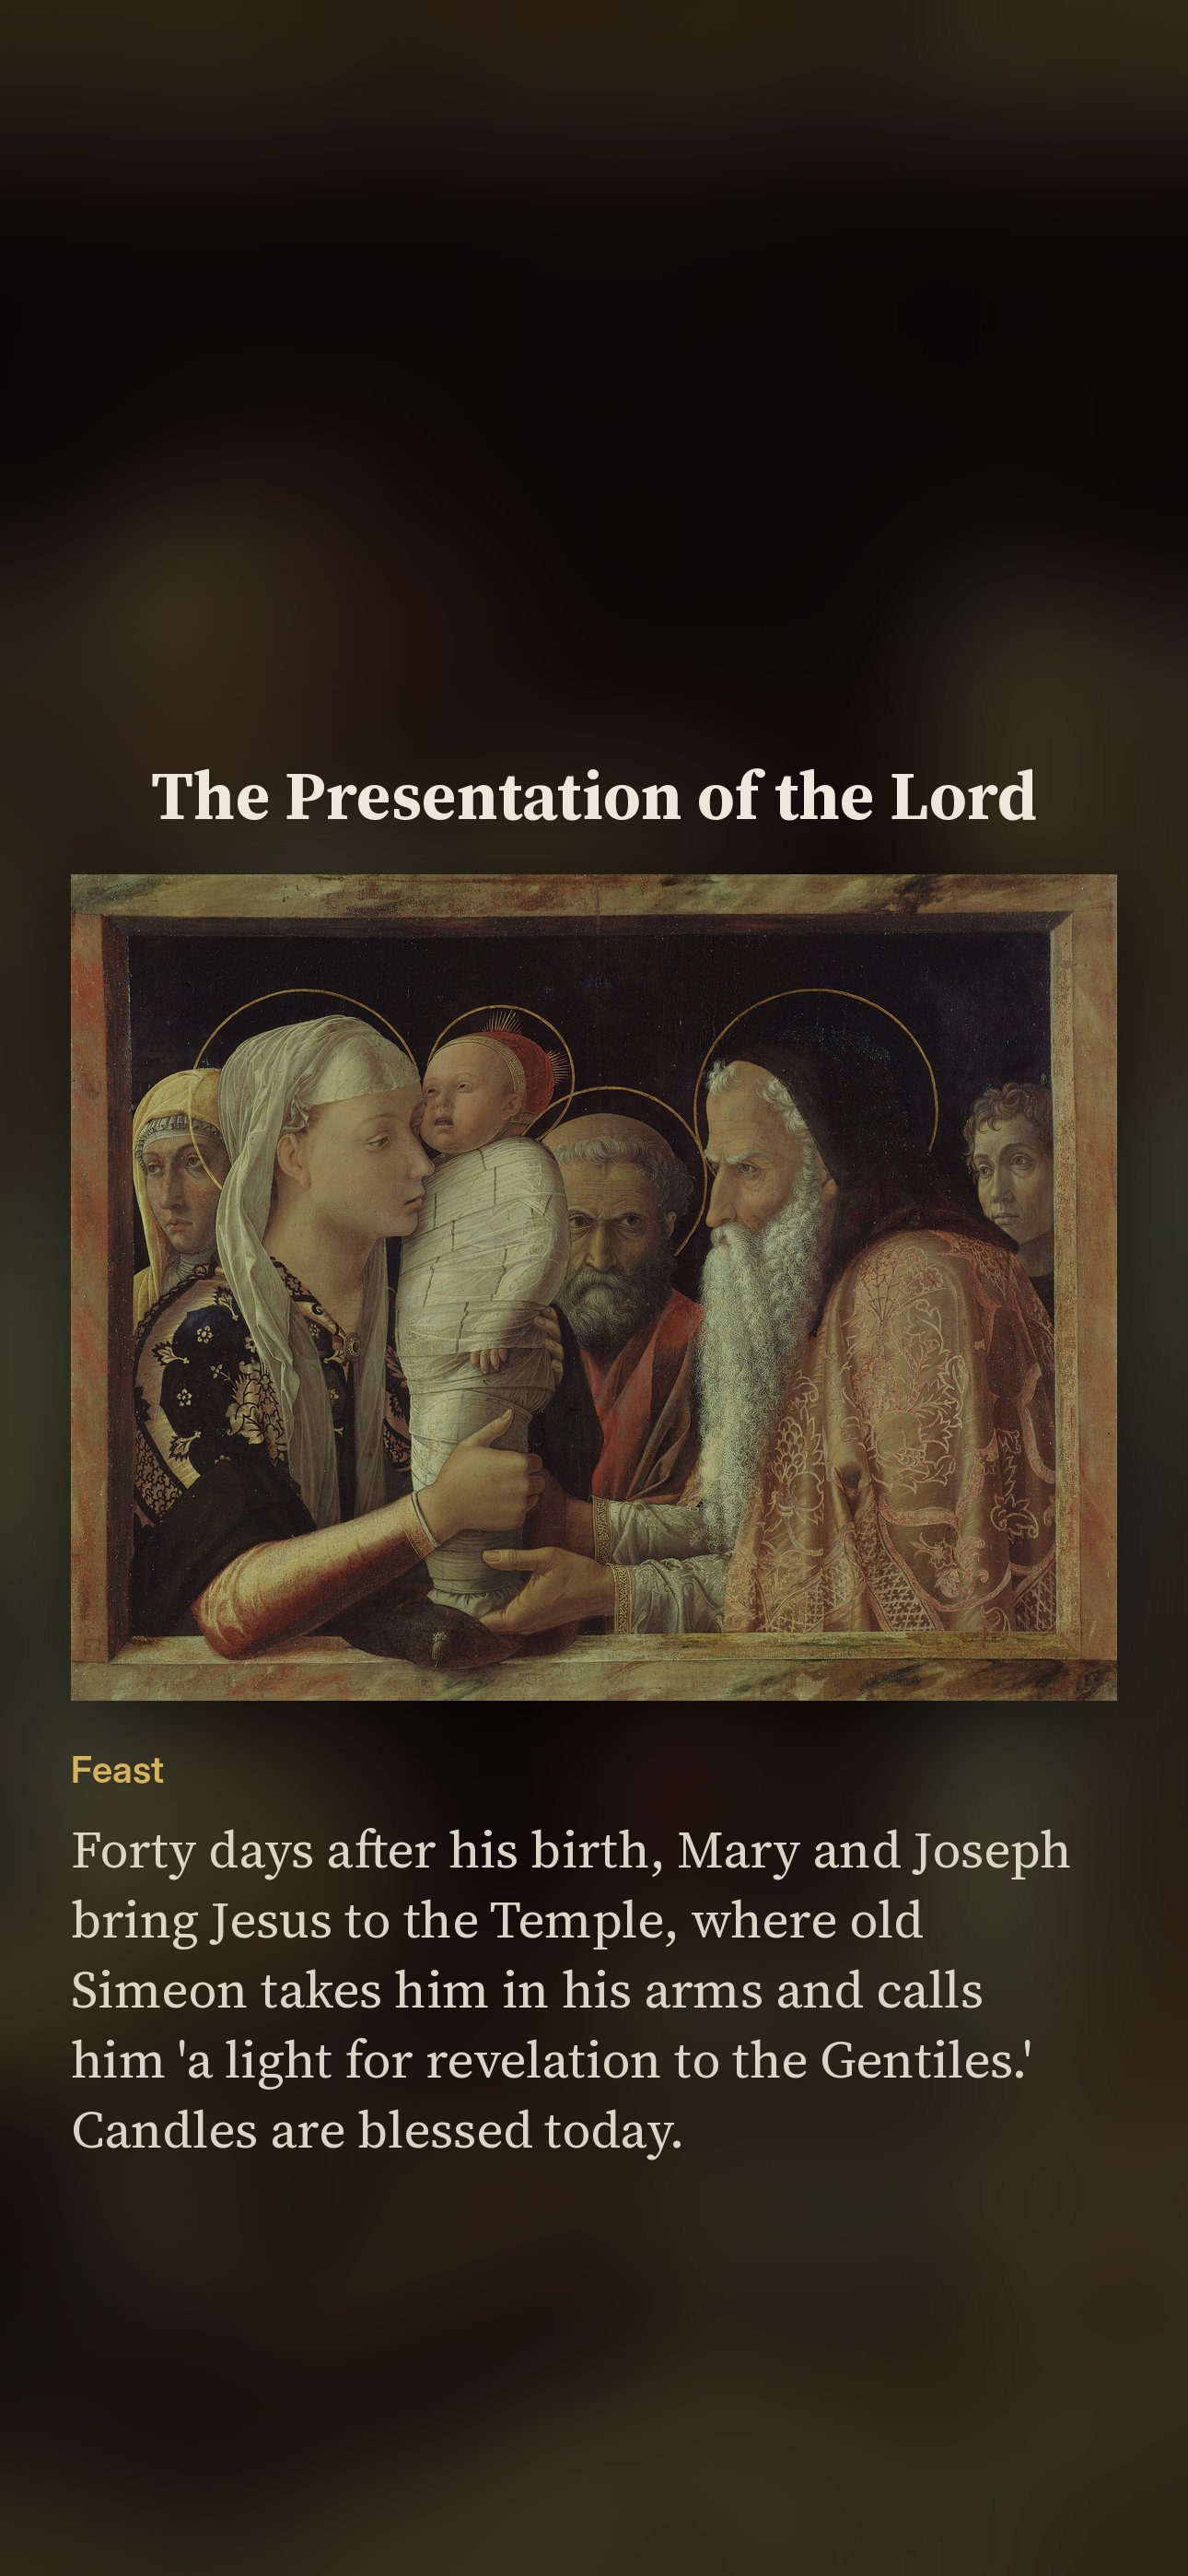 The Presentation of the Lord
Feast
Forty days after his birth, Mary and Joseph
bring Jesus to the Temple, where old
Simeon takes him in his arms and calls
him 'a light for revelation to the Gentiles.'
Candles are blessed today.